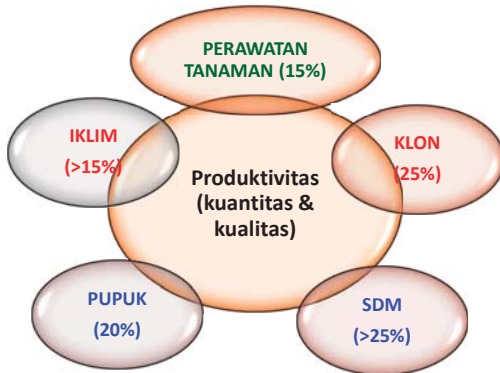 PERAWATAN
TANAMAN (15%)
IKLIM
(>15%)
KLON
(25%)
Produktivitas
(kuantitas &
kualitas)
PUPUK
(20%)
SDM
(>25%)